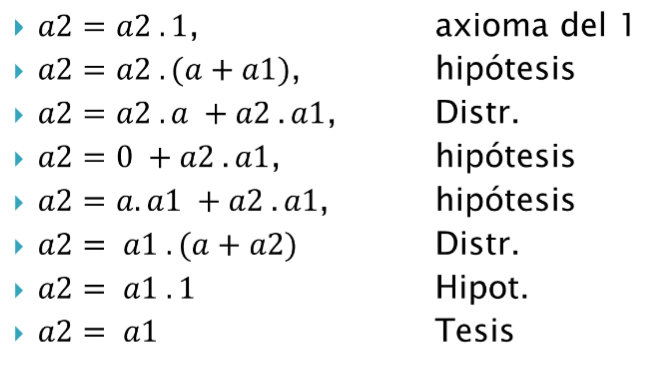 a2 = a2 . 1, axioma del 1
a2 = a2 . (a + a1), hipótesis
a2 = a2 . a + a2 . a1, Distr.
a2 = 0 + a2 . a1, hipótesis
a2 = a. a1 + a2 . a1, hipótesis
a2 = a1 . (a + a2) Distr.
a2 = a1 . 1 Hipot.
a2 = a1 Tesis